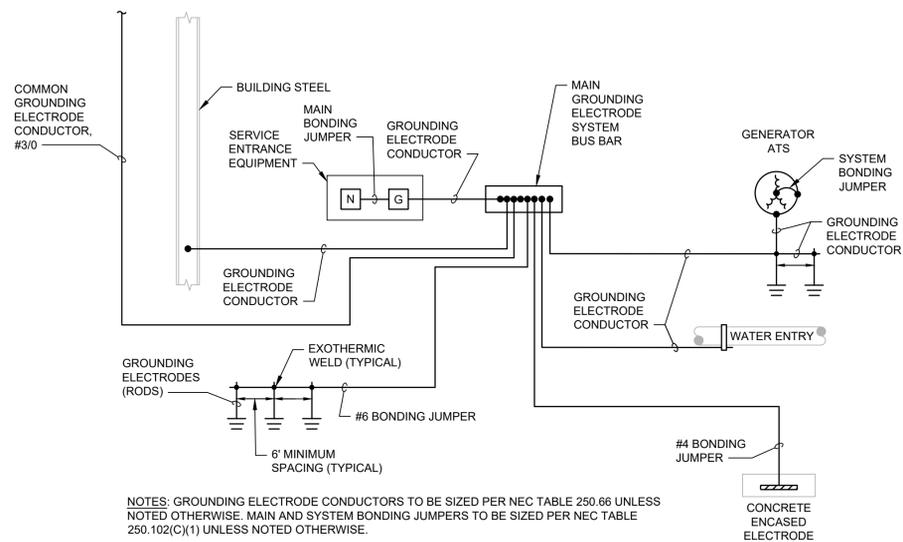 COMMON
GROUNDING
ELECTRODE
CONDUCTOR,
#3/0
BUILDING STEEL
MAIN
BONDING
JUMPER
SERVICE
ENTRANCE
EQUIPMENT
GROUNDING
ELECTRODE
CONDUCTOR
MAIN
GROUNDING
ELECTRODE
SYSTEM
BUS BAR
GENERATOR
ATS
SYSTEM
BONDING
JUMPER
N
G
GROUNDING
ELECTRODE
CONDUCTOR
GROUNDING
ELECTRODE
CONDUCTOR
GROUNDING
ELECTRODE
CONDUCTOR
WATER ENTRY
EXOTHERMIC
WELD (TYPICAL)
GROUNDING
ELECTRODES
(RODS)
#6 BONDING JUMPER
6' MINIMUM
SPACING (TYPICAL)
#4 BONDING
JUMPER
CONCRETE
ENCASED
ELECTRODE
NOTES: GROUNDING ELECTRODE CONDUCTORS TO BE SIZED PER NEC TABLE 250.66 UNLESS
NOTED OTHERWISE. MAIN AND SYSTEM BONDING JUMPERS TO BE SIZED PER NEC TABLE
250.102(C)(1) UNLESS NOTED OTHERWISE.